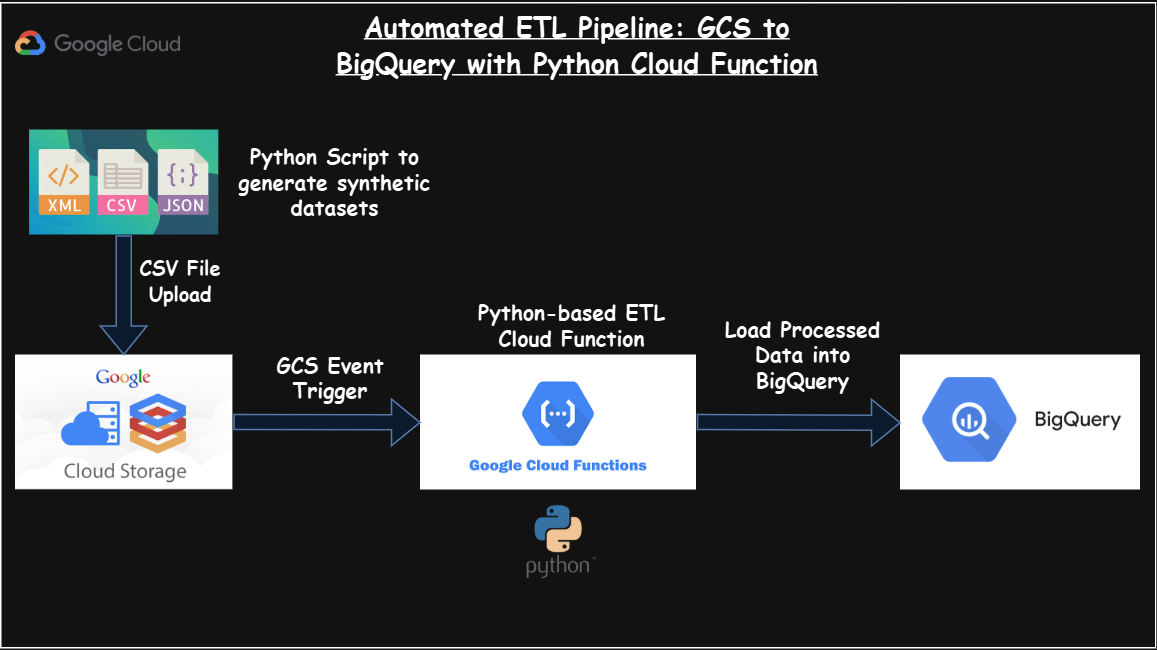 Google Cloud
Automated ETL Pipeline: GCS to
BigQuery with Python Cloud Function
</>
XML
CSV
{;}
JSON
Python Script to
generate synthetic
datasets
CSV File
Upload
Google
Cloud Storage
GCS Event
Trigger
Python-based ETL
Cloud Function
Google Cloud Functions
python™
Load Processed
Data into
BigQuery
BigQuery